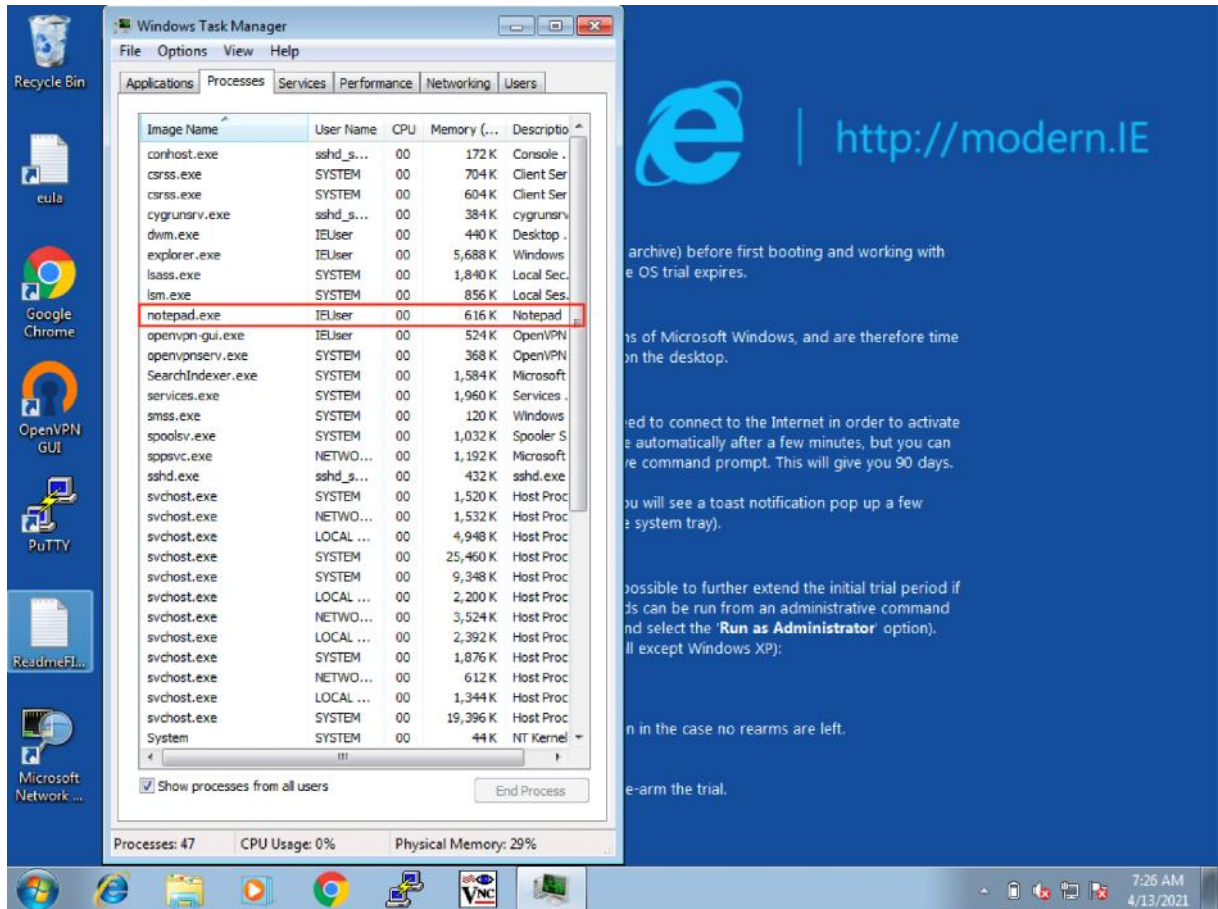 Recycle Bin
eula
Google
Chrome
OpenVPN
GUI
PuTTY
ReadmeFI...
Microsoft
Network ...
Windows Task Manager
File Options View Help
Applications Processes Services Performance Networking Users
Image Name User Name CPU Memory (... Descriptio
conhost.exe sshd_s... 00 172 K Console .
csrss.exe SYSTEM 00 704 K Client Ser
csrss.exe SYSTEM 00 604 K Client Ser
cygrunsrv.exe sshd_s... 00 384 K cygrunsrv
dwm.exe IEUser 00 440 K Desktop .
explorer.exe IEUser 00 5,688 K Windows
lsass.exe SYSTEM 00 1,840 K Local Sec.
lsm.exe SYSTEM 00 856 K Local Ses.
notepad.exe IEUser 00 616 K Notepad
openvpn-gui.exe IEUser 00 524 K OpenVPN
openvpnserv.exe SYSTEM 00 368 K OpenVPN
SearchIndexer.exe SYSTEM 00 1,584 K Microsoft
services.exe SYSTEM 00 1,960 K Services .
smss.exe SYSTEM 00 120 K Windows
spoolsv.exe SYSTEM 00 1,032 K Spooler S
sppsvc.exe NETWO... 00 1,192 K Microsoft
sshd.exe sshd_s... 00 432 K sshd.exe
svchost.exe SYSTEM 00 1,520 K Host Proc
svchost.exe NETWO... 00 1,532 K Host Proc
svchost.exe LOCAL ... 00 4,948 K Host Proc
svchost.exe SYSTEM 00 25,460 K Host Proc
svchost.exe SYSTEM 00 9,348 K Host Proc
svchost.exe LOCAL ... 00 2,200 K Host Proc
svchost.exe NETWO... 00 3,524 K Host Proc
svchost.exe LOCAL ... 00 2,392 K Host Proc
svchost.exe SYSTEM 00 1,876 K Host Proc
svchost.exe NETWO... 00 612 K Host Proc
svchost.exe LOCAL ... 00 1,344 K Host Proc
svchost.exe SYSTEM 00 19,396 K Host Proc
System SYSTEM 00 44 K NT Kernel
Show processes from all users
End Process
Processes: 47 CPU Usage: 0% Physical Memory: 29%
http://modern.IE
archive) before first booting and working with
e OS trial expires.
ns of Microsoft Windows, and are therefore time
on the desktop.
eed to connect to the Internet in order to activate
e automatically after a few minutes, but you can
ve command prompt. This will give you 90 days.
ou will see a toast notification pop up a few
e system tray).
possible to further extend the initial trial period if
ds can be run from an administrative command
nd select the 'Run as Administrator' option).
ll except Windows XP):
n in the case no rearms are left.
e-arm the trial.
VNC
7:26 AM
4/13/2021